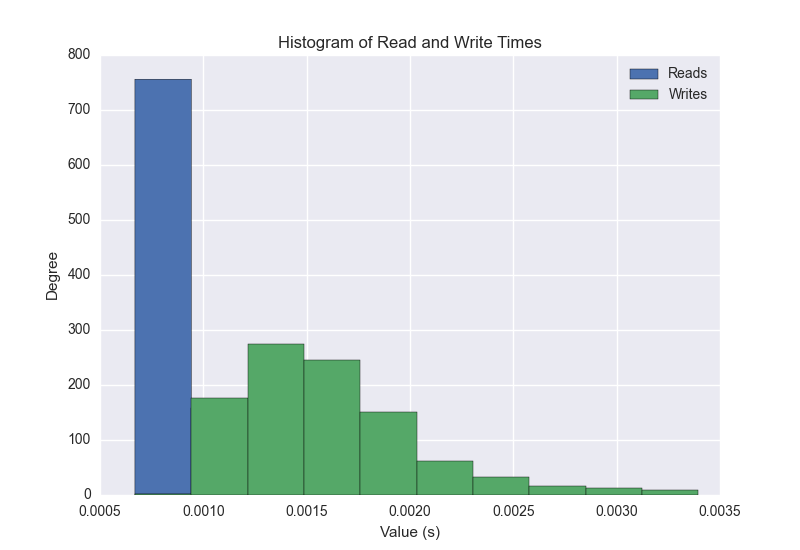 Histogram of Read and Write Times
Reads
Writes
800
700
600
500
400
300
200
100
0
Degree
0.0005 0.0010 0.0015 0.0020 0.0025 0.0030 0.0035
Value (s)